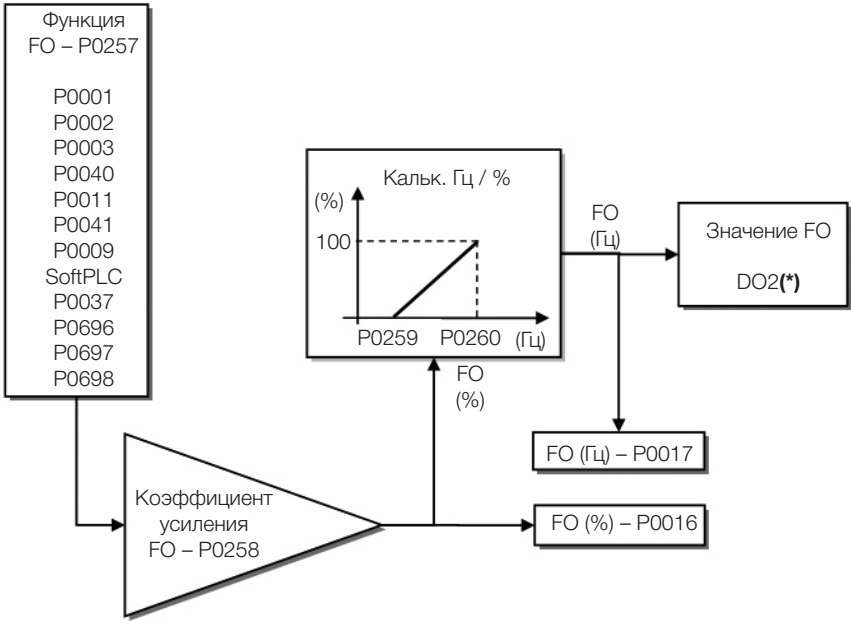 Функция
FO – P0257
P0001
P0002
P0003
P0040
P0011
P0041
P0009
SoftPLC
P0037
P0696
P0697
P0698
Кальк. Гц / %
(%)
100
P0259
P0260
(Гц)
FO
(Гц)
Значение FO
DO2(*)
FO
(%)
FO (Гц) – P0017
Коэффициент
усиления
FO – P0258
FO (%) – P0016